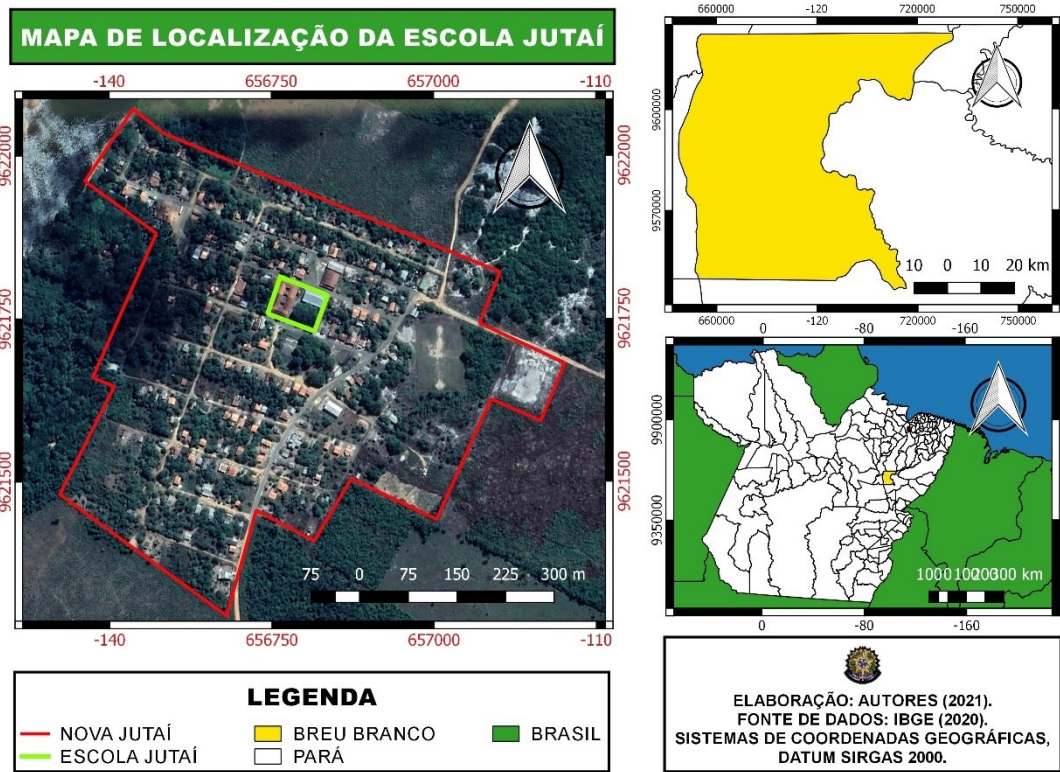 MAPA DE LOCALIZAÇÃO DA ESCOLA JUTAÍ
-140 656750 657000 -110
9622000 9622000
9621750 9621750
9621500 9621500
75 0 75 150 225 300 m
-140 656750 657000 -110
660000 -120 720000 750000
9600000
9570000
10 0 10 20 km
660000 -120 720000 750000
0 -80 -160
9900000
9350000
1000 100200300 km
0 -80 -160
LEGENDA
NOVA JUTAÍ BREU BRANCO BRASIL
ESCOLA JUTAÍ PARÁ
ELABORAÇÃO: AUTORES (2021).
FONTE DE DADOS: IBGE (2020).
SISTEMAS DE COORDENADAS GEOGRÁFICAS,
DATUM SIRGAS 2000.